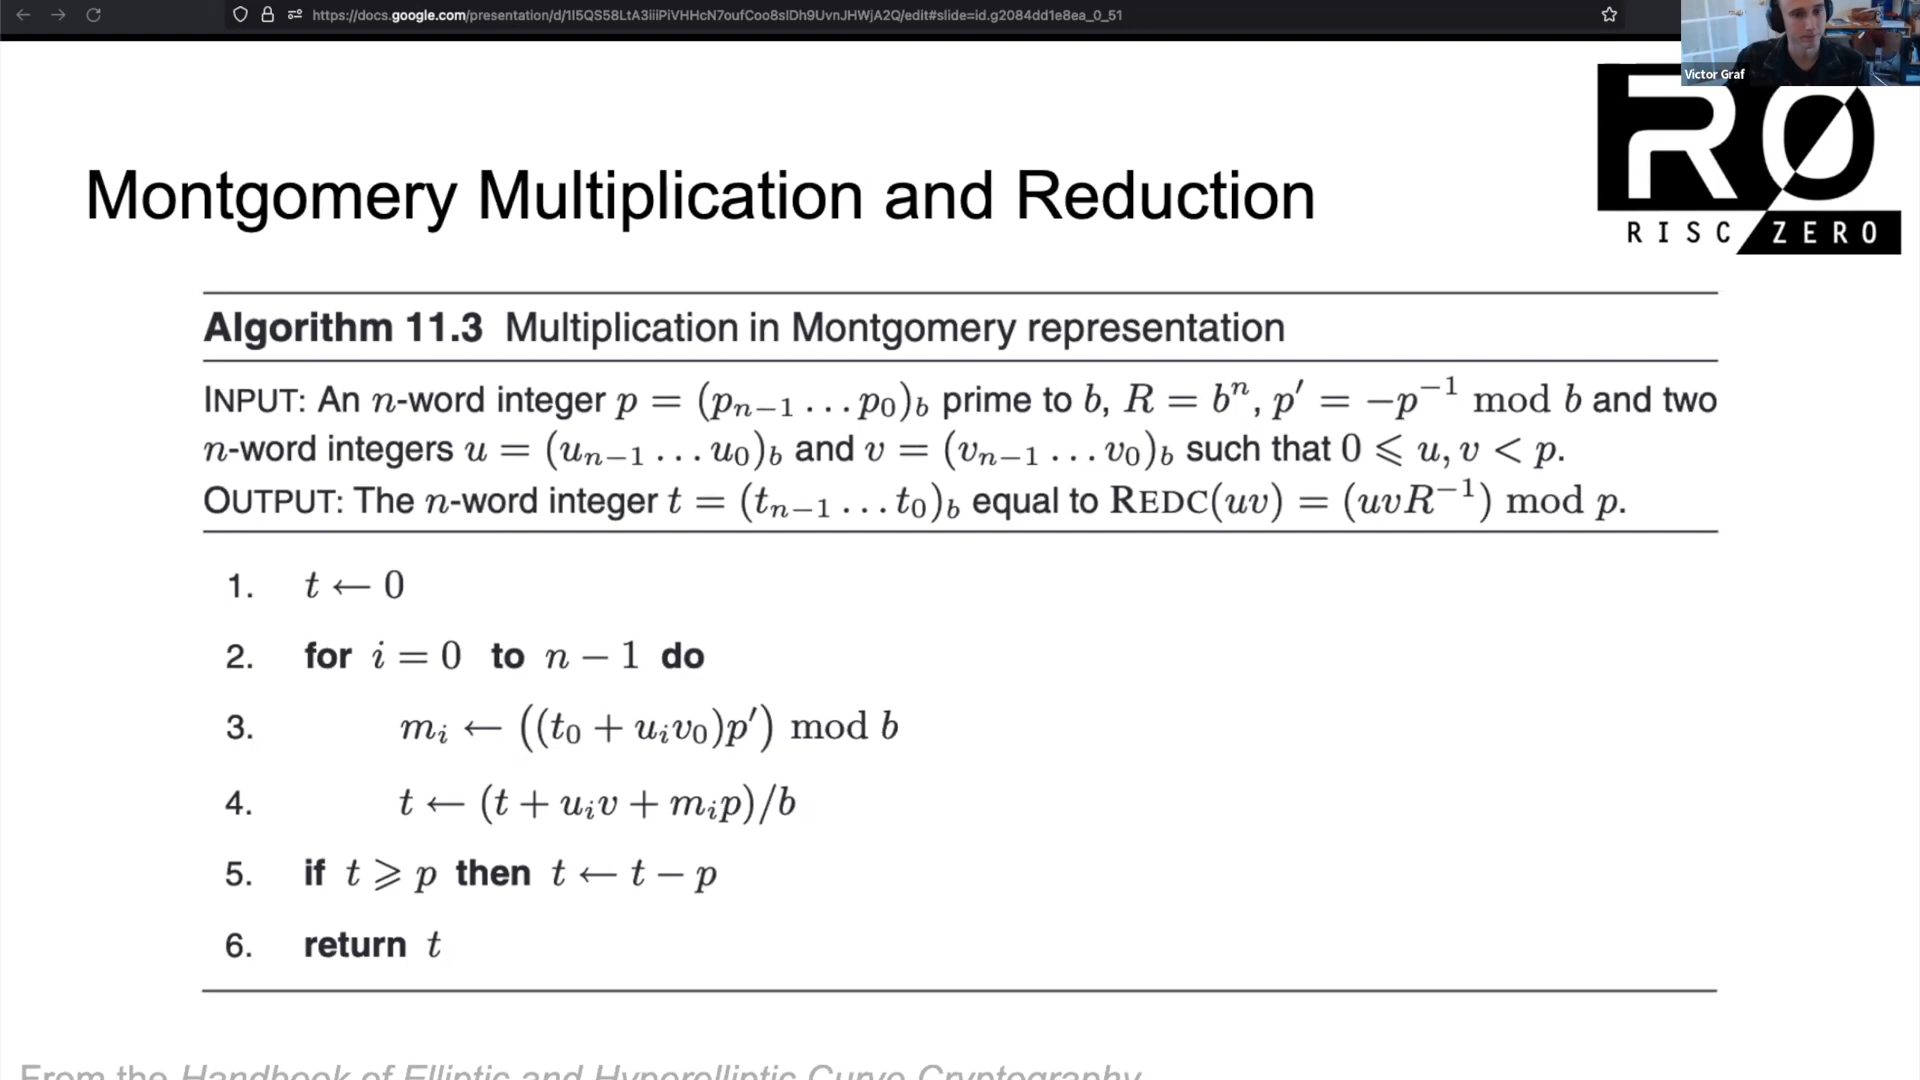 https://docs.google.com/presentation/d/1I5QS58LtA3iiiPiVHHcN7oufCoo8sIDh9UvnJHWjA2Q/edit#slide=id.g2084dd1e8ea_0_51
Victor Graf
RISC ZERO
Montgomery Multiplication and Reduction
Algorithm 11.3 Multiplication in Montgomery representation
INPUT: An n-word integer p = (pₙ₋₁ … p₀)_b prime to b, R = bⁿ, p′ = −p⁻¹ mod b and two
n-word integers u = (uₙ₋₁ … u₀)_b and v = (vₙ₋₁ … v₀)_b such that 0 ⩽ u, v < p.
OUTPUT: The n-word integer t = (tₙ₋₁ … t₀)_b equal to REDC(uv) = (uvR⁻¹) mod p.
1. t ← 0
2. for i = 0 to n − 1 do
3. mᵢ ← ((t₀ + uᵢv₀)p′) mod b
4. t ← (t + uᵢv + mᵢp)/b
5. if t ⩾ p then t ← t − p
6. return t
From the Handbook of Elliptic and Hyperelliptic Curve Cryptography